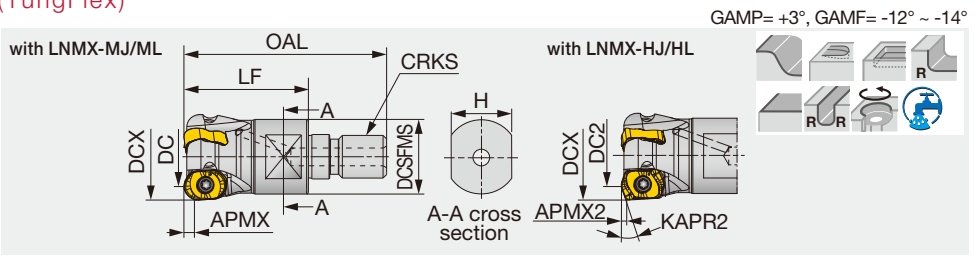 (TungFlex)
GAMP= +3°, GAMF= -12° ~ -14°
with LNMX-MJ/ML
OAL
CRKS
LF
A
H
DCX
DC
DCSFMS
APMX
A
A-A cross
section
with LNMX-HJ/HL
DCX
DC2
APMX2
KAPR2
R
R R